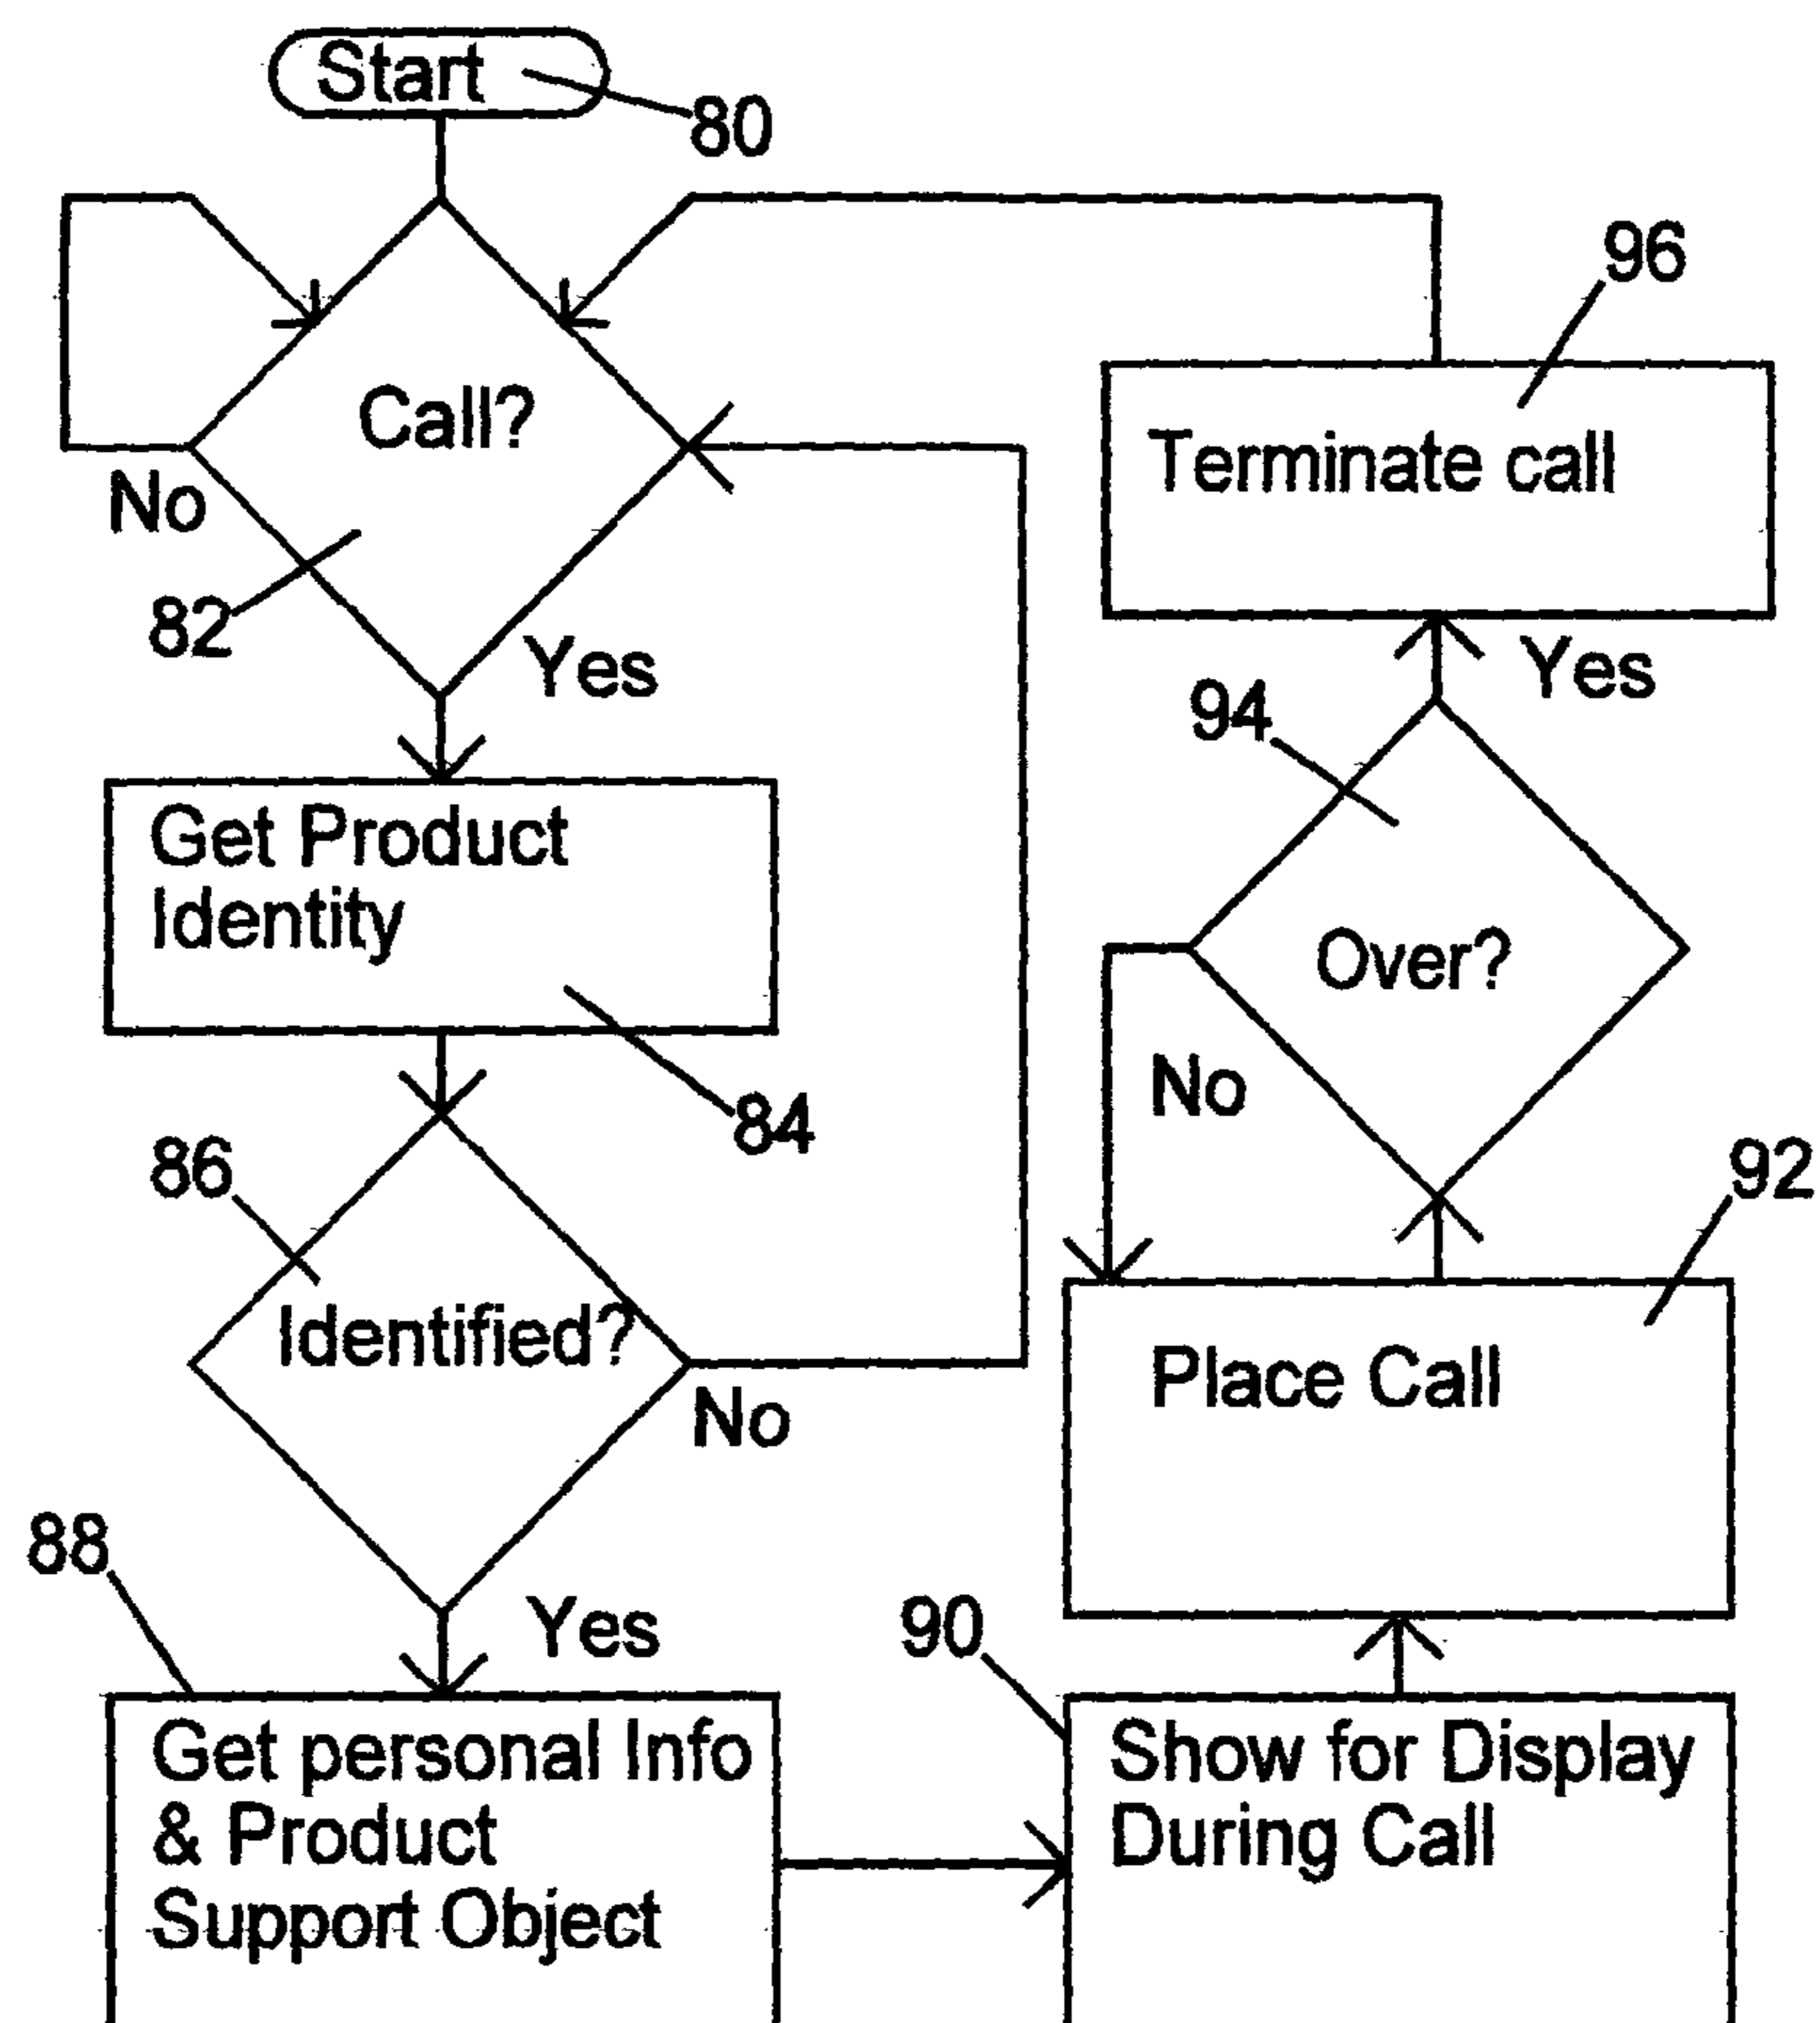 Start
80
Call?
No
82
Yes
Get Product
Identity
84
86
Identified?
No
Yes
88
Get personal Info
& Product
Support Object
90
Show for Display
During Call
92
Place Call
94
Over?
No
Yes
96
Terminate call